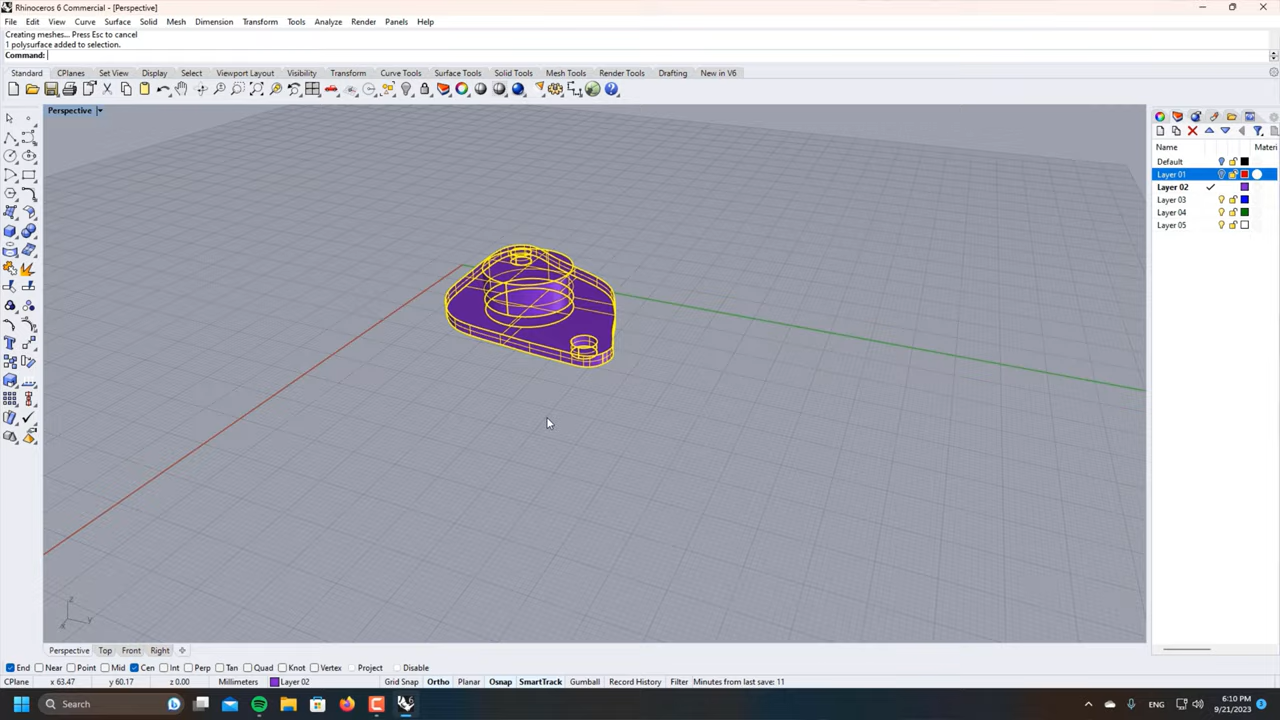 Rhinoceros 6 Commercial - [Perspective]
File Edit View Curve Surface Solid Mesh Dimension Transform Tools Analyze Render Panels Help
Creating meshes... Press Esc to cancel
1 polysurface added to selection.
Command:
Standard CPlanes Set View Display Select Viewport Layout Visibility Transform Curve Tools Surface Tools Solid Tools Mesh Tools Render Tools Drafting New in V6
Perspective
Name Materi
Default
Layer 01
Layer 02
Layer 03
Layer 04
Layer 05
z
x y
Perspective Top Front Right
End Near Point Mid Cen Int Perp Tan Quad Knot Vertex Project Disable
CPlane x 63.47 y 60.17 z 0.00 Millimeters Layer 02 Grid Snap Ortho Planar Osnap SmartTrack Gumball Record History Filter Minutes from last save: 11
Search ENG 6:10 PM
9/21/2023